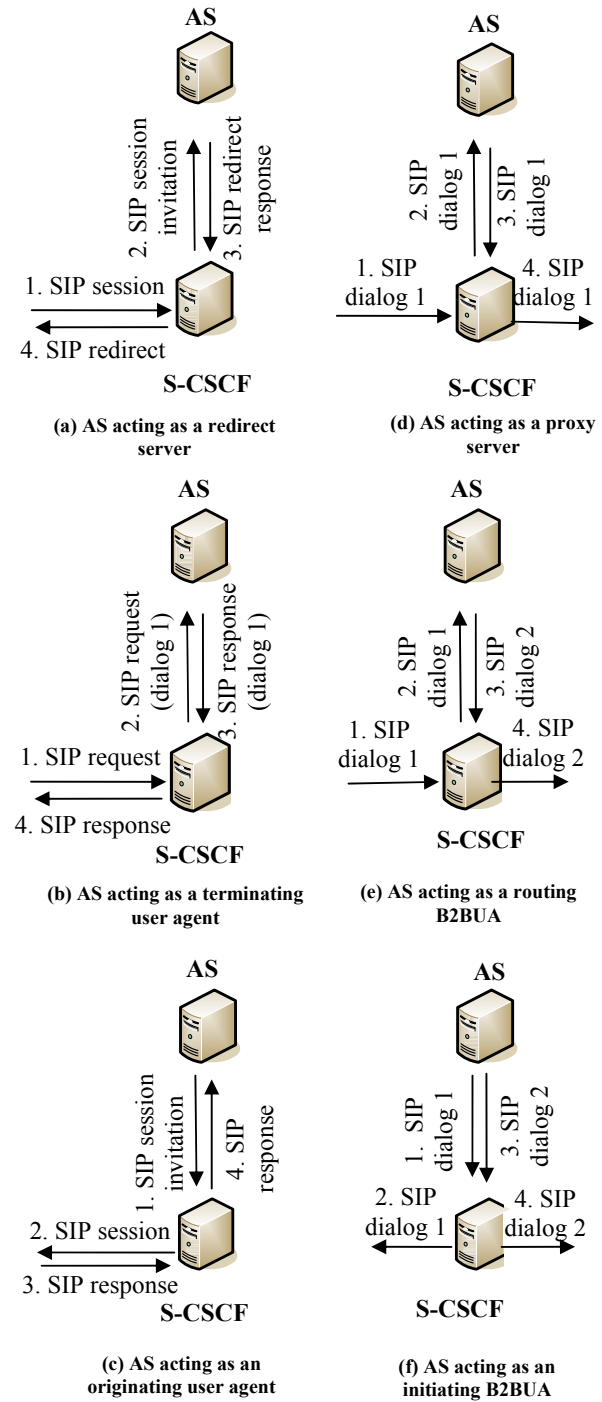 AS
2. SIP session
invitation
3. SIP redirect
response
1. SIP session
4. SIP redirect
S-CSCF
(a) AS acting as a redirect
server
AS
2. SIP
dialog 1
3. SIP
dialog 1
1. SIP
dialog 1
4. SIP
dialog 1
S-CSCF
(d) AS acting as a proxy
server
AS
2. SIP request
(dialog 1)
3. SIP response
(dialog 1)
1. SIP request
4. SIP response
S-CSCF
(b) AS acting as a terminating
user agent
AS
2. SIP
dialog 1
3. SIP
dialog 2
1. SIP
dialog 1
4. SIP
dialog 2
S-CSCF
(e) AS acting as a routing
B2BUA
AS
1. SIP session
invitation
4. SIP
response
2. SIP session
3. SIP response
S-CSCF
(c) AS acting as an
originating user agent
AS
1. SIP
dialog 1
3. SIP
dialog 2
2. SIP
dialog 1
4. SIP
dialog 2
S-CSCF
(f) AS acting as an
initiating B2BUA